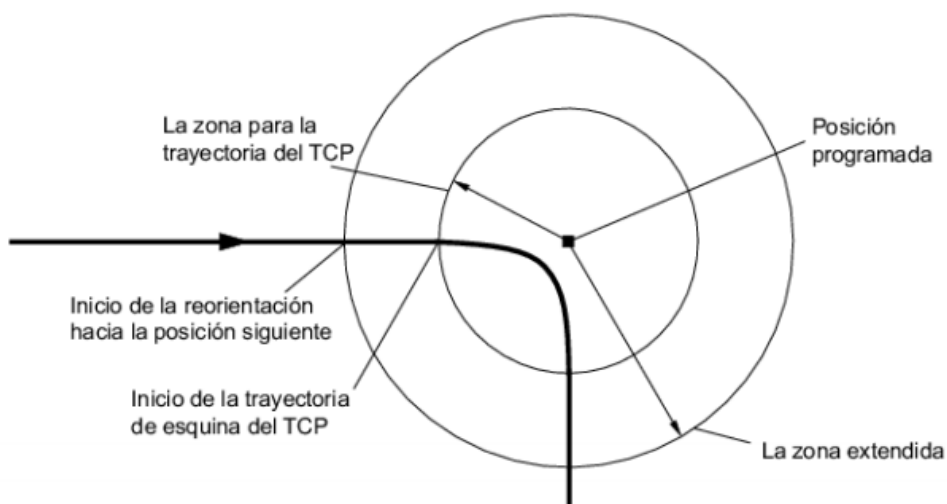 La zona para la
trayectoria del TCP
Posición
programada
Inicio de la reorientación
hacia la posición siguiente
Inicio de la trayectoria
de esquina del TCP
La zona extendida